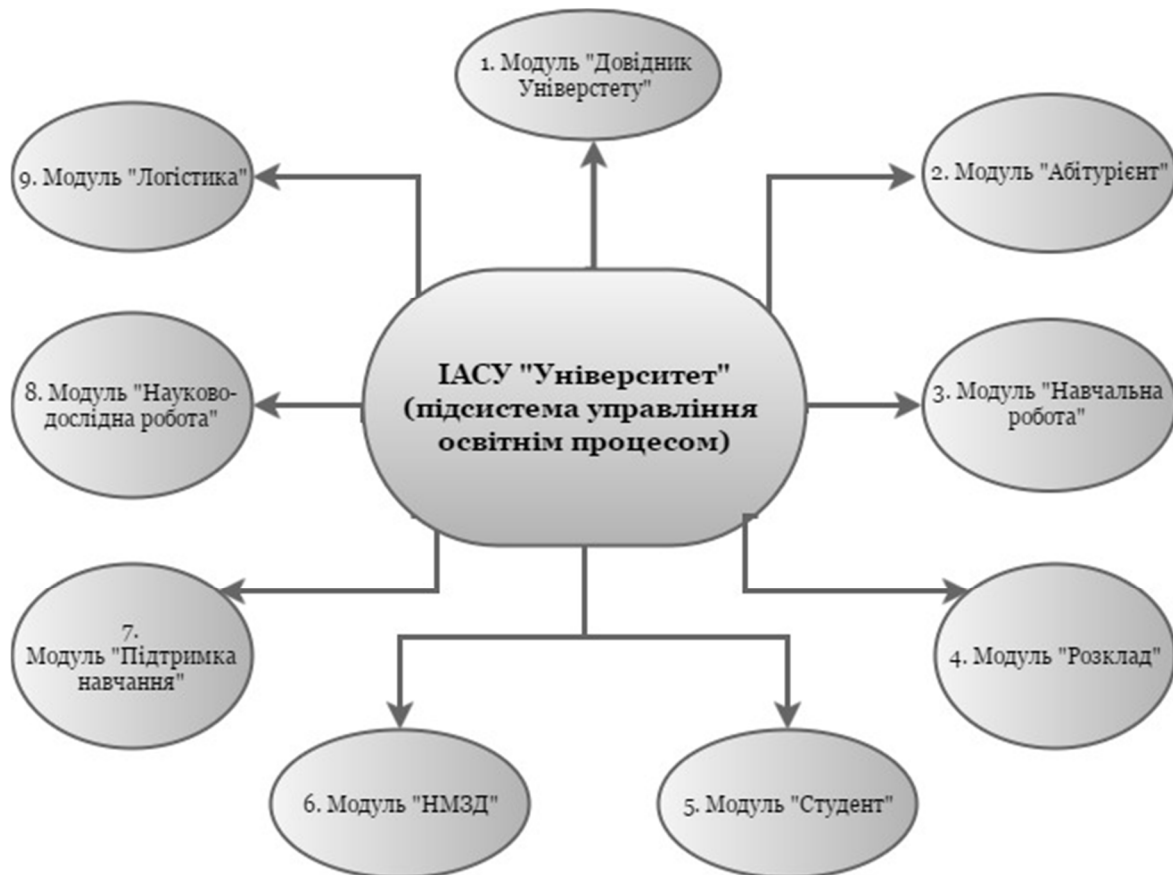 1. Модуль "Довідник
Універстету"
2. Модуль "Абітурієнт"
3. Модуль "Навчальна
робота"
4. Модуль "Розклад"
5. Модуль "Студент"
6. Модуль "НМЗД"
7.
Модуль "Підтримка
навчання"
8. Модуль "Науково-
дослідна робота"
9. Модуль "Логістика"
ІАСУ "Університет"
(підсистема управління
освітнім процесом)